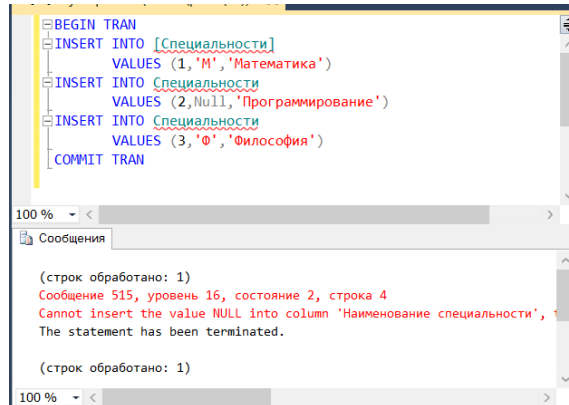 BEGIN TRAN
INSERT INTO [Специальности]
VALUES (1,'М','Математика')
INSERT INTO Специальности
VALUES (2,Null,'Программирование')
INSERT INTO Специальности
VALUES (3,'Ф','Философия')
COMMIT TRAN
100 %
Сообщения
(строк обработано: 1)
Сообщение 515, уровень 16, состояние 2, строка 4
Cannot insert the value NULL into column 'Наименование специальности',
The statement has been terminated.
(строк обработано: 1)
100 %